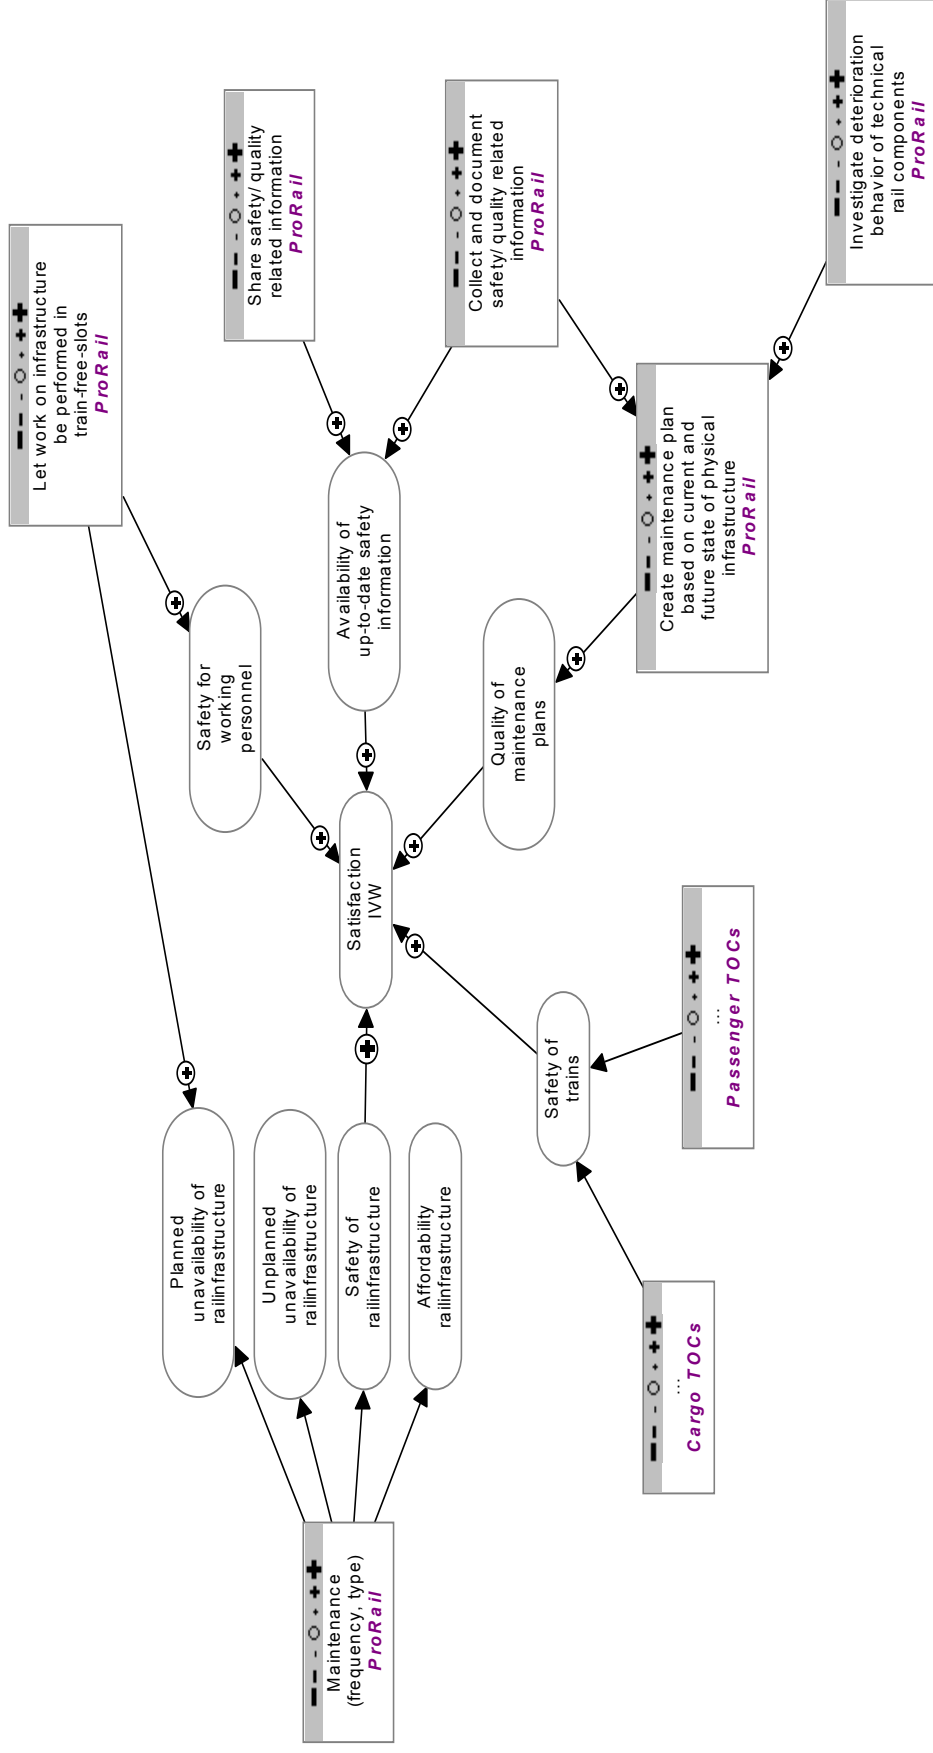 Let work on infrastructure
be performed in
train-free-slots
ProRail
Share safety/ quality
related information
ProRail
Collect and document
safety/ quality related
information
ProRail
Investigate deterioration
behavior of technical
rail components
ProRail
Safety for
working
personnel
Availability of
up-to-date safety
information
Quality of
maintenance
plans
Create maintenance plan
based on current and
future state of physical
infrastructure
ProRail
Satisfaction
IVW
Planned
unavailability of
railinfrastructure
Unplanned
unavailability of
railinfrastructure
Safety of
railinfrastructure
Affordability
railinfrastructure
Safety of
trains
...
Passenger TOCs
...
Cargo TOCs
Maintenance
(frequency, type)
ProRail